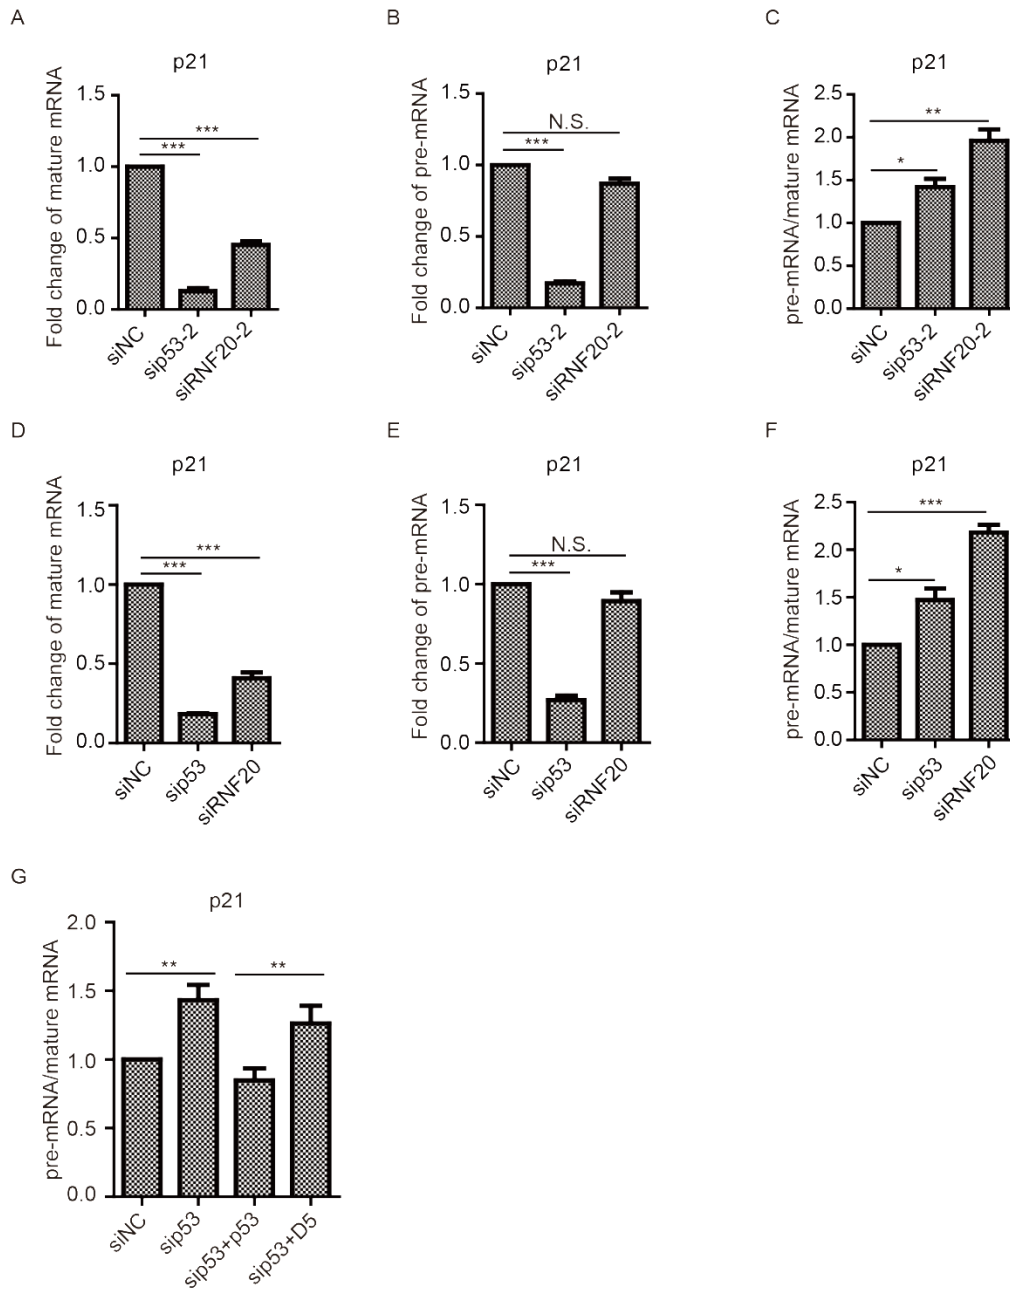 A
p21
Fold change of mature mRNA
1.5
1.0
0.5
0.0
***
***
siNC
sip53-2
siRNF20-2
B
p21
Fold change of pre-mRNA
1.5
1.0
0.5
0.0
N.S.
***
siNC
sip53-2
siRNF20-2
C
p21
pre-mRNA/mature mRNA
2.5
2.0
1.5
1.0
0.5
0.0
**
*
siNC
sip53-2
siRNF20-2
D
p21
Fold change of mature mRNA
1.5
1.0
0.5
0.0
***
***
siNC
sip53
siRNF20
E
p21
Fold change of pre-mRNA
1.5
1.0
0.5
0.0
N.S.
***
siNC
sip53
siRNF20
F
p21
pre-mRNA/mature mRNA
2.5
2.0
1.5
1.0
0.5
0.0
***
*
siNC
sip53
siRNF20
G
p21
pre-mRNA/mature mRNA
2.0
1.5
1.0
0.5
0.0
**
**
siNC
sip53
sip53+p53
sip53+D5